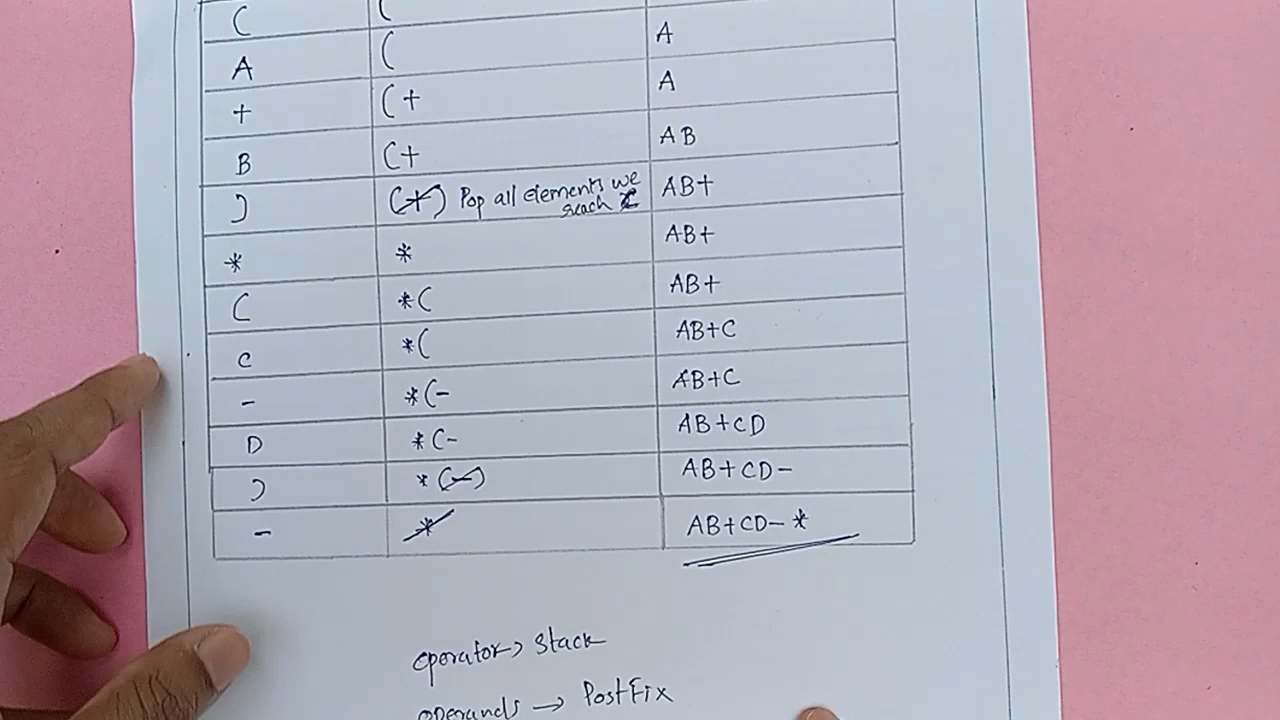 ( (
A ( A
+ (+ A
B (+ AB
) (+) Pop all elements we reach ( AB+
* * AB+
( *( AB+
C *( AB+C
- *(- AB+C
D *(- AB+CD
) *(-) AB+CD-
- * AB+CD-*
operator > stack
operands → PostFix